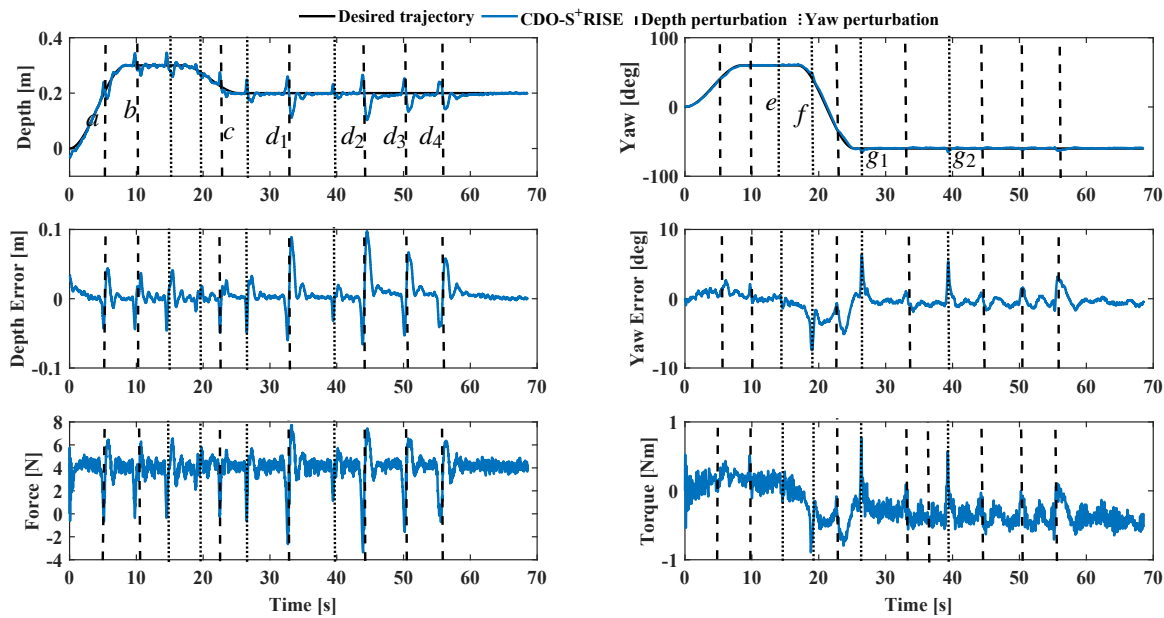 Desired trajectory CDO-S+RISE Depth perturbation Yaw perturbation
0.4
0.2
0
Depth [m]
a b c d1 d2 d3 d4
0 10 20 30 40 50 60 70
100
0
-100
Yaw [deg]
e f g1 g2
0 10 20 30 40 50 60 70
0.1
0
-0.1
Depth Error [m]
0 10 20 30 40 50 60 70
10
0
-10
Yaw Error [deg]
0 10 20 30 40 50 60 70
8
6
4
2
0
-2
-4
Force [N]
0 10 20 30 40 50 60 70
Time [s]
1
0
-1
Torque [Nm]
0 10 20 30 40 50 60 70
Time [s]